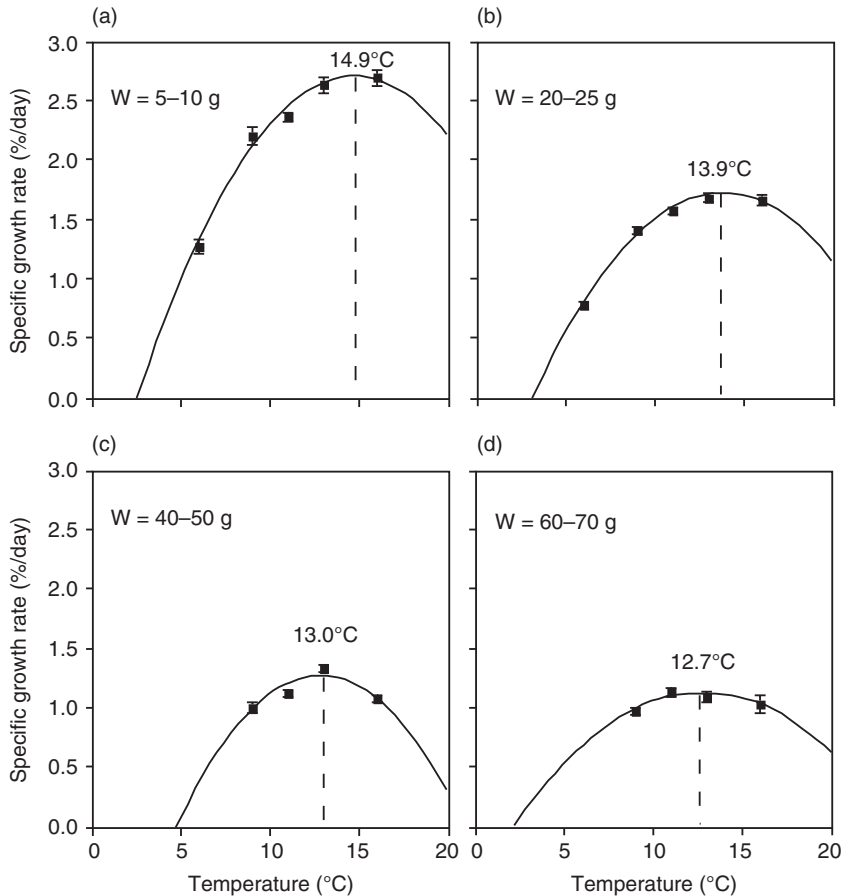 (a)
(b)
3.0
2.5
2.0
1.5
1.0
0.5
0.0
Specific growth rate (%/day)
W = 5–10 g
14.9°C
W = 20–25 g
13.9°C
(c)
(d)
3.0
2.5
2.0
1.5
1.0
0.5
0.0
Specific growth rate (%/day)
W = 40–50 g
13.0°C
W = 60–70 g
12.7°C
0 5 10 15 20
0 5 10 15 20
Temperature (°C)
Temperature (°C)